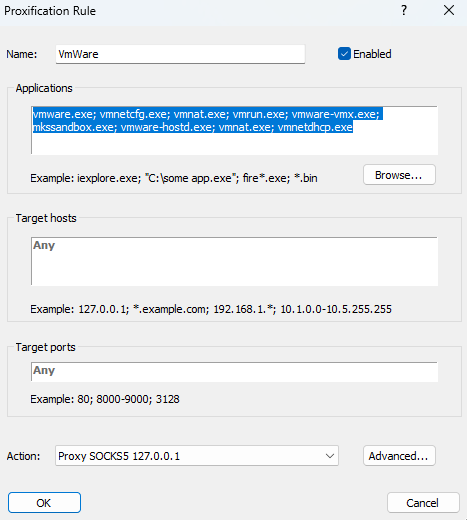 Proxification Rule
Name: VmWare Enabled
Applications
vmware.exe; vmnetcfg.exe; vmnat.exe; vmrun.exe; vmware-vmx.exe;
mkssandbox.exe; vmware-hostd.exe; vmnat.exe; vmnetdhcp.exe
Example: iexplore.exe; "C:\some app.exe"; fire*.exe; *.bin
Browse...
Target hosts
Any
Example: 127.0.0.1; *.example.com; 192.168.1.*; 10.1.0.0-10.5.255.255
Target ports
Any
Example: 80; 8000-9000; 3128
Action: Proxy SOCKS5 127.0.0.1 Advanced...
OK Cancel